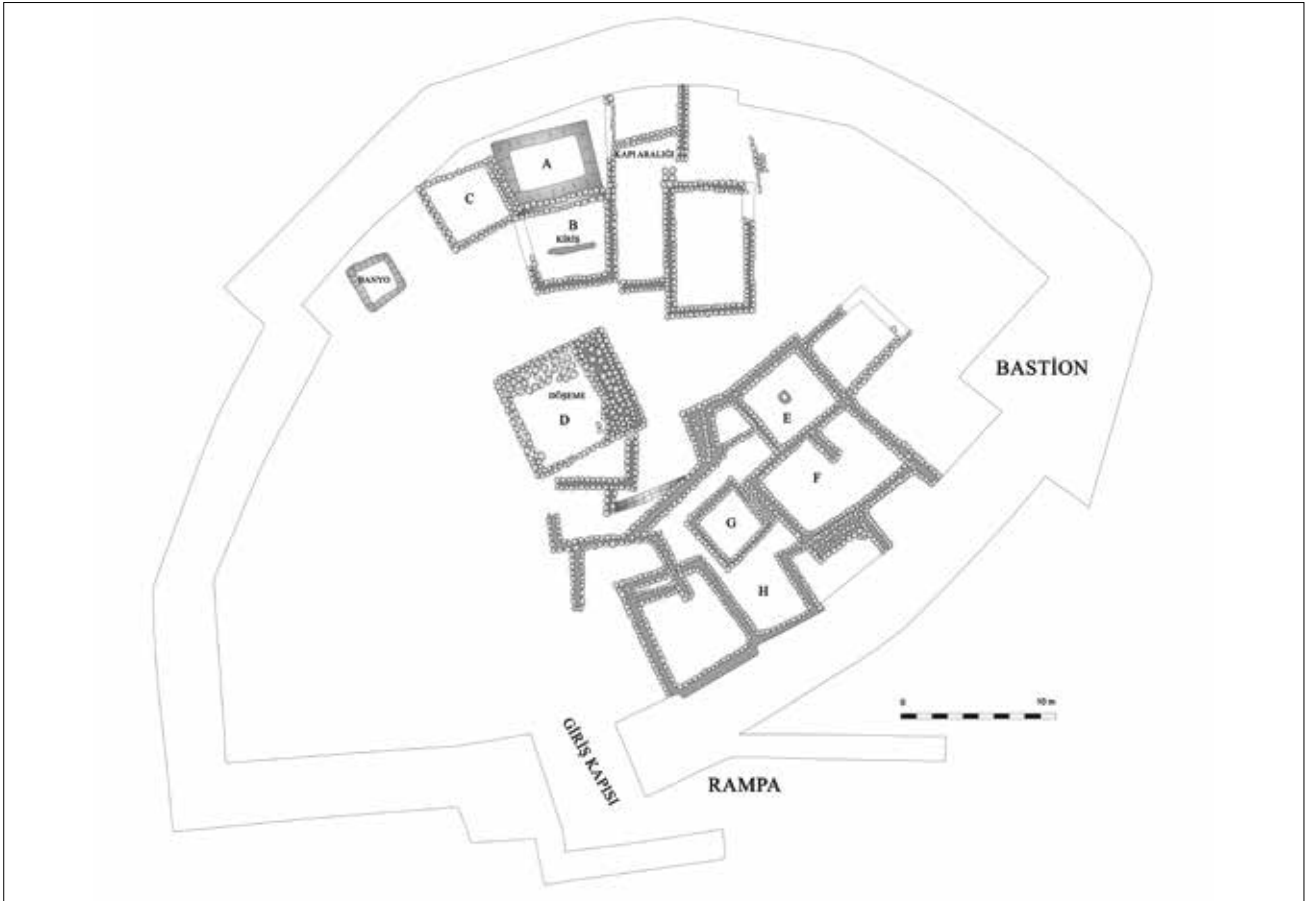 A
KAPI ARALIĞI
C
B
KİRİŞ
BANYO
BASTİON
DÖŞEME
D
E
F
G
H
0 10 m
GİRİŞ KAPISI
RAMPA